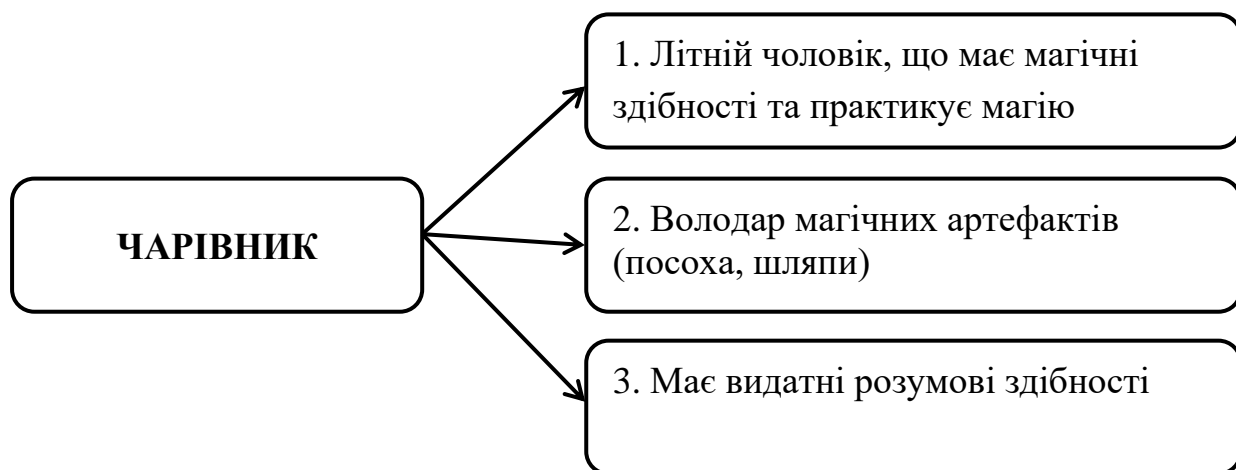 1. Літній чоловік, що має магічні
здібності та практикує магію
ЧАРІВНИК
2. Володар магічних артефактів
(посоха, шляпи)
3. Має видатні розумові здібності